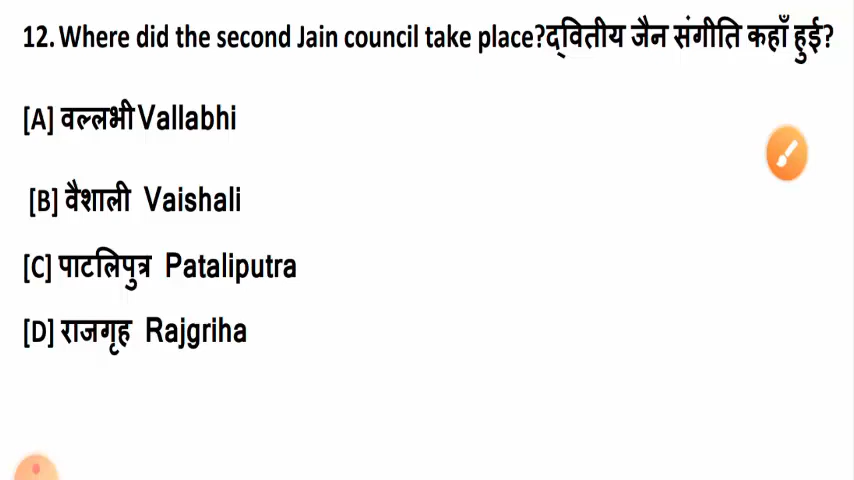 12. Where did the second Jain council take place?द्वितीय जैन संगीति कहाँ हुई?
[A] वल्लभी Vallabhi
[B] वैशाली Vaishali
[C] पाटलिपुत्र Pataliputra
[D] राजगृह Rajgriha